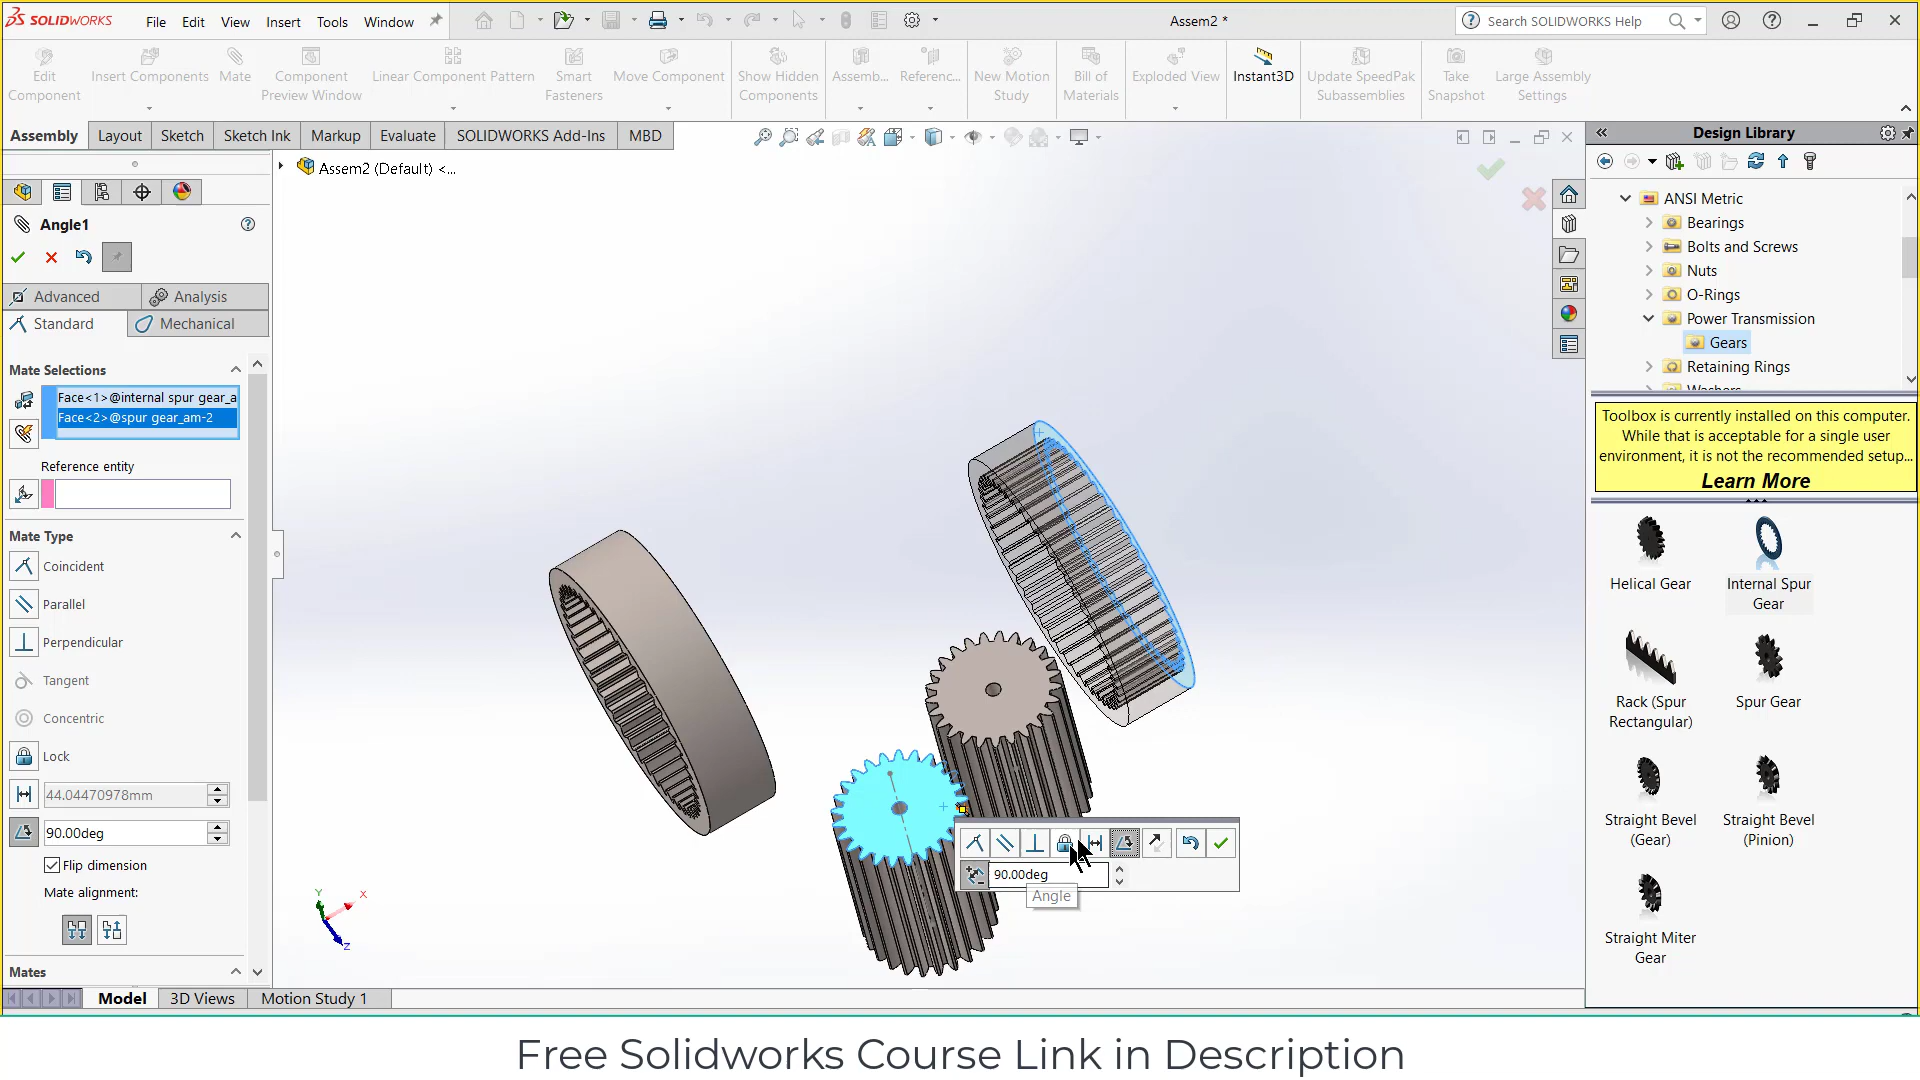 SOLIDWORKS
File Edit View Insert Tools Window
Assem2 *
Search SOLIDWORKS Help
Edit Component
Insert Components
Mate
Component Preview Window
Linear Component Pattern
Smart Fasteners
Move Component
Show Hidden Components
Assemb...
Referenc...
New Motion Study
Bill of Materials
Exploded View
Instant3D
Update SpeedPak Subassemblies
Take Snapshot
Large Assembly Settings
Assembly Layout Sketch Sketch Ink Markup Evaluate SOLIDWORKS Add-Ins MBD
Assem2 (Default) <...
Angle1
Advanced Analysis
Standard Mechanical
Mate Selections
Face<1>@internal spur gear_a
Face<2>@spur gear_am-2
Reference entity
Mate Type
Coincident
Parallel
Perpendicular
Tangent
Concentric
Lock
44.04470978mm
90.00deg
Flip dimension
Mate alignment:
Mates
Y
X
Z
90.00deg
Angle
Model 3D Views Motion Study 1
Design Library
ANSI Metric
Bearings
Bolts and Screws
Nuts
O-Rings
Power Transmission
Gears
Retaining Rings
Washers
Toolbox is currently installed on this computer.
While that is acceptable for a single user
environment, it is not the recommended setup...
Learn More
Helical Gear
Internal Spur
Gear
Rack (Spur
Rectangular)
Spur Gear
Straight Bevel
(Gear)
Straight Bevel
(Pinion)
Straight Miter
Gear
Free Solidworks Course Link in Description